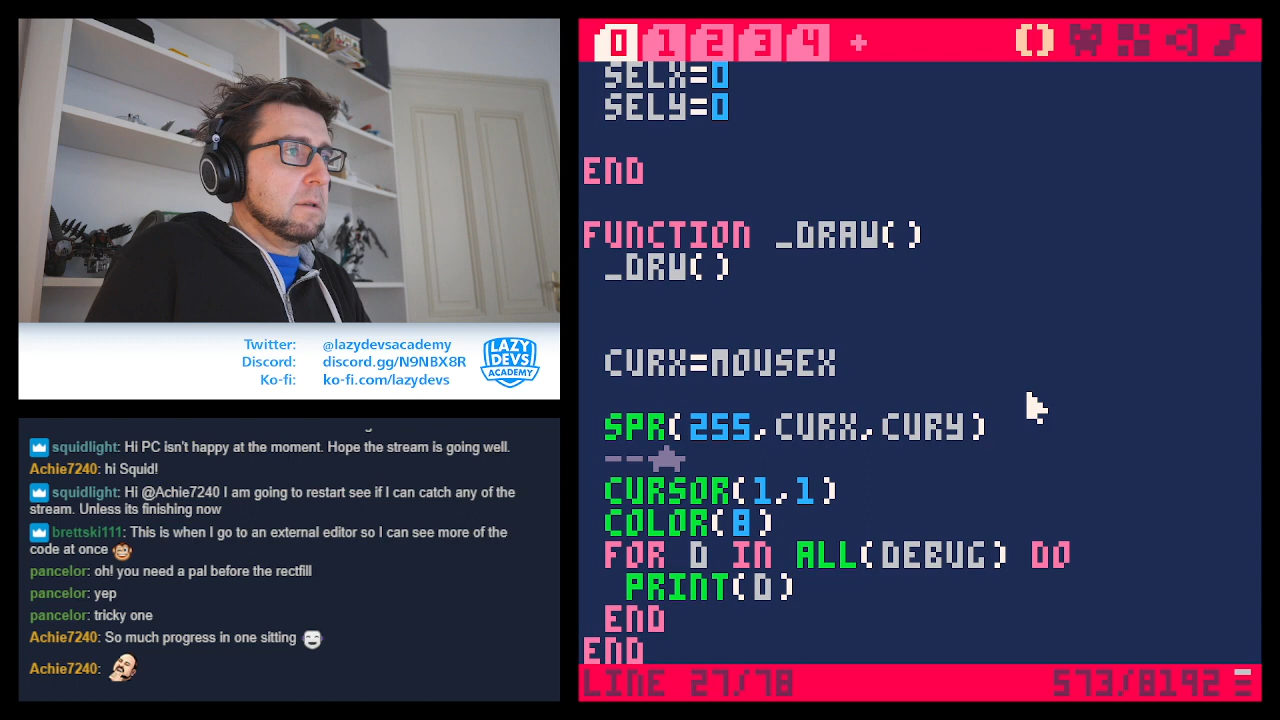 Twitter: @lazydevsacademy
Discord: discord.gg/N9NBX8R
Ko-fi: ko-fi.com/lazydevs
LAZY
DEVS
ACADEMY
squidlight: Hi PC isn't happy at the moment. Hope the stream is going well.
Achie7240: hi Squid!
squidlight: Hi @Achie7240 I am going to restart see if I can catch any of the
stream. Unless its finishing now
brettski111: This is when I go to an external editor so I can see more of the
code at once
pancelor: oh! you need a pal before the rectfill
pancelor: yep
pancelor: tricky one
Achie7240: So much progress in one sitting
Achie7240:
0 1 2 3 4 +
SELX=0
SELY=0
END
FUNCTION _DRAW()
_DRW()
CURX=MOUSEX
SPR(255,CURX,CURY)
--
CURSOR(1,1)
COLOR(8)
FOR D IN ALL(DEBUG) DO
PRINT(D)
END
END
LINE 27/78 573/8192